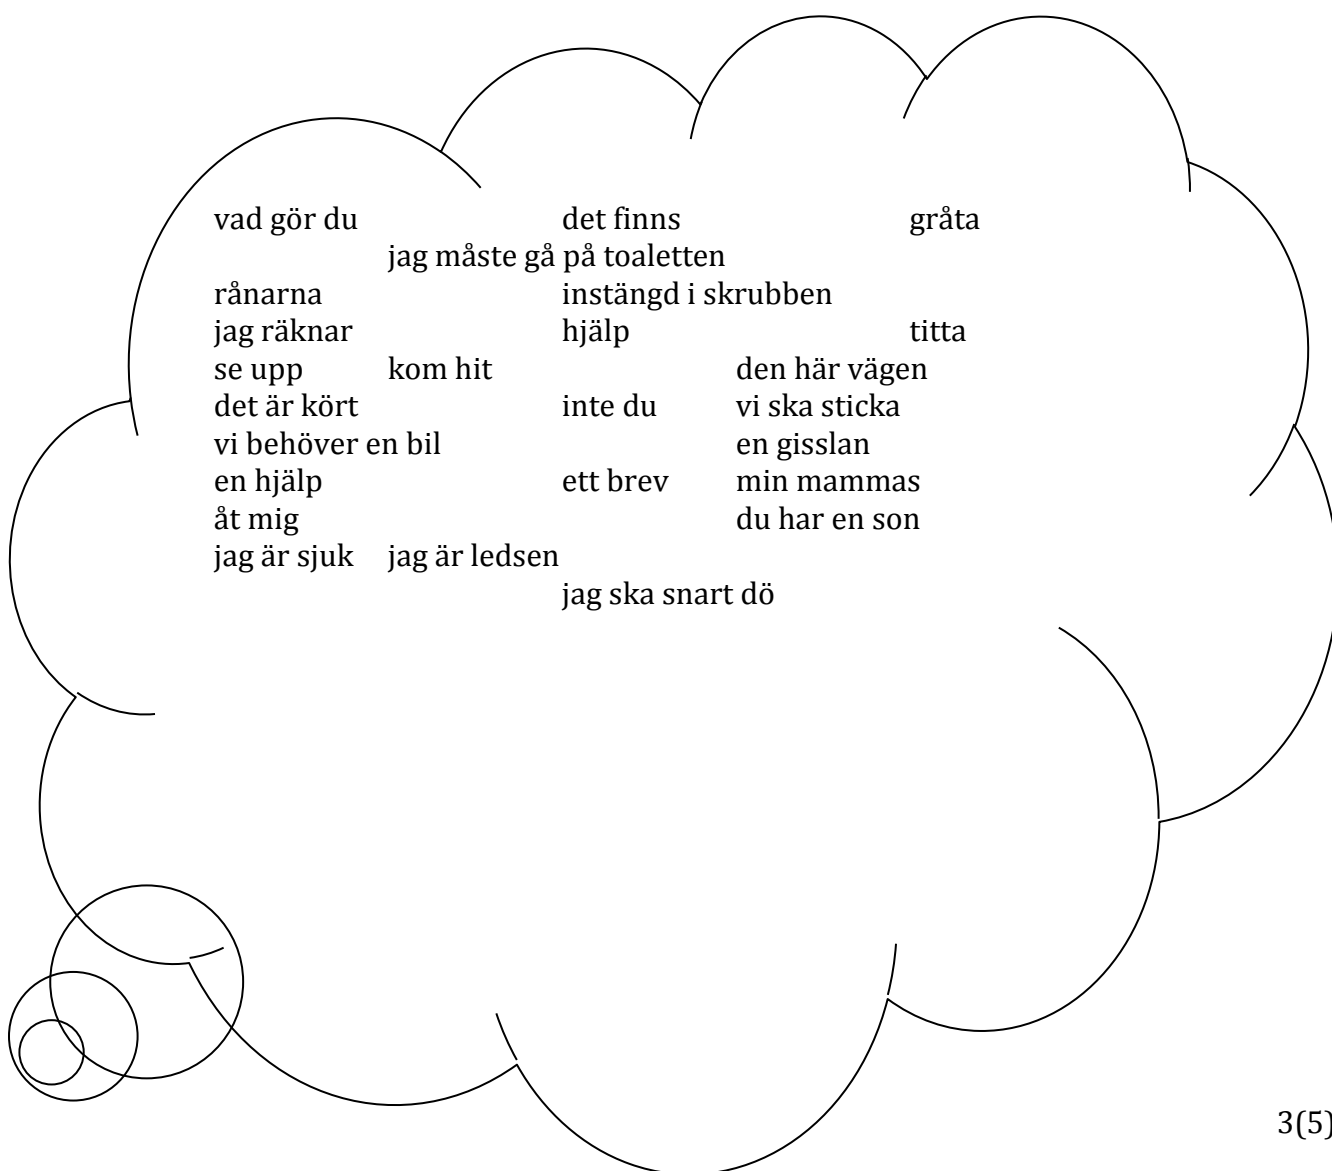 vad gör du det finns gråta
jag måste gå på toaletten
rånarna instängd i skrubben
jag räknar hjälp titta
se upp kom hit den här vägen
det är kört inte du vi ska sticka
vi behöver en bil en gisslan
en hjälp ett brev min mammas
åt mig du har en son
jag är sjuk jag är ledsen
jag ska snart dö
3(5)